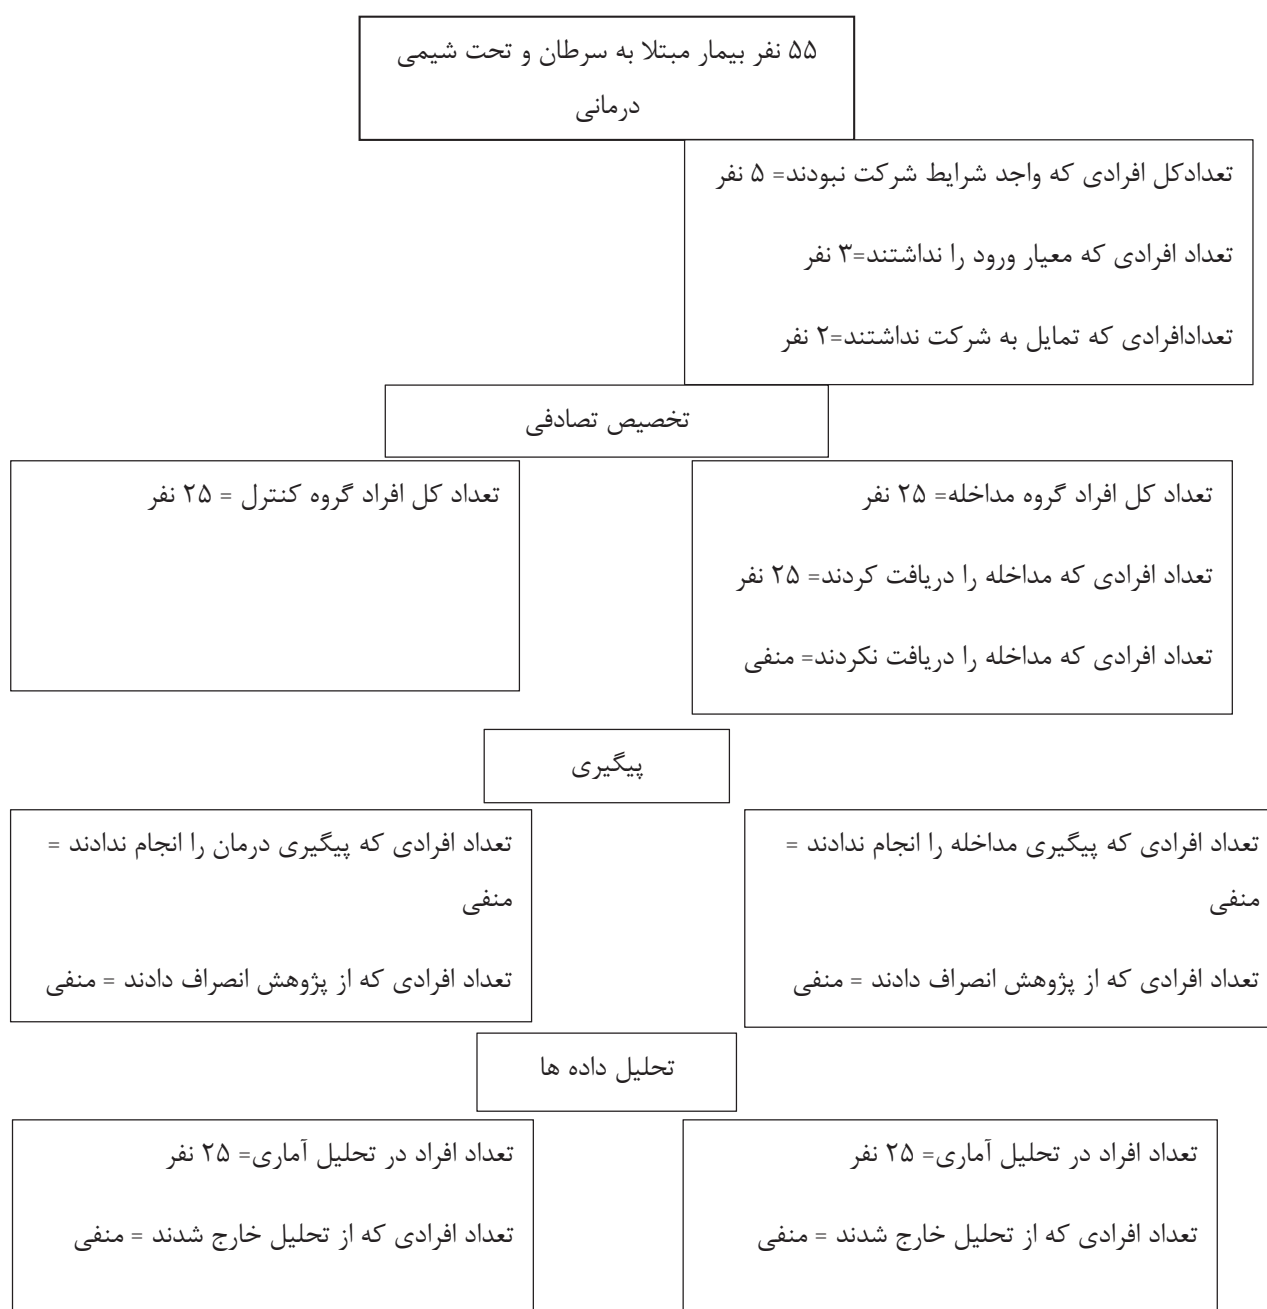 ۵۵ نفر بیمار مبتلا به سرطان و تحت شیمی
درمانی
تعدادکل افرادی که واجد شرایط شرکت نبودند= ۵ نفر
تعداد افرادی که معیار ورود را نداشتند=۳ نفر
تعدادافرادی که تمایل به شرکت نداشتند=۲ نفر
تخصیص تصادفی
تعداد کل افراد گروه مداخله= ۲۵ نفر
تعداد افرادی که مداخله را دریافت کردند= ۲۵ نفر
تعداد افرادی که مداخله را دریافت نکردند= منفی
تعداد کل افراد گروه کنترل = ۲۵ نفر
پیگیری
تعداد افرادی که پیگیری مداخله را انجام ندادند =
منفی
تعداد افرادی که از پژوهش انصراف دادند = منفی
تعداد افرادی که پیگیری درمان را انجام ندادند =
منفی
تعداد افرادی که از پژوهش انصراف دادند = منفی
تحلیل داده ها
تعداد افراد در تحلیل آماری= ۲۵ نفر
تعداد افرادی که از تحلیل خارج شدند = منفی
تعداد افراد در تحلیل آماری= ۲۵ نفر
تعداد افرادی که از تحلیل خارج شدند = منفی